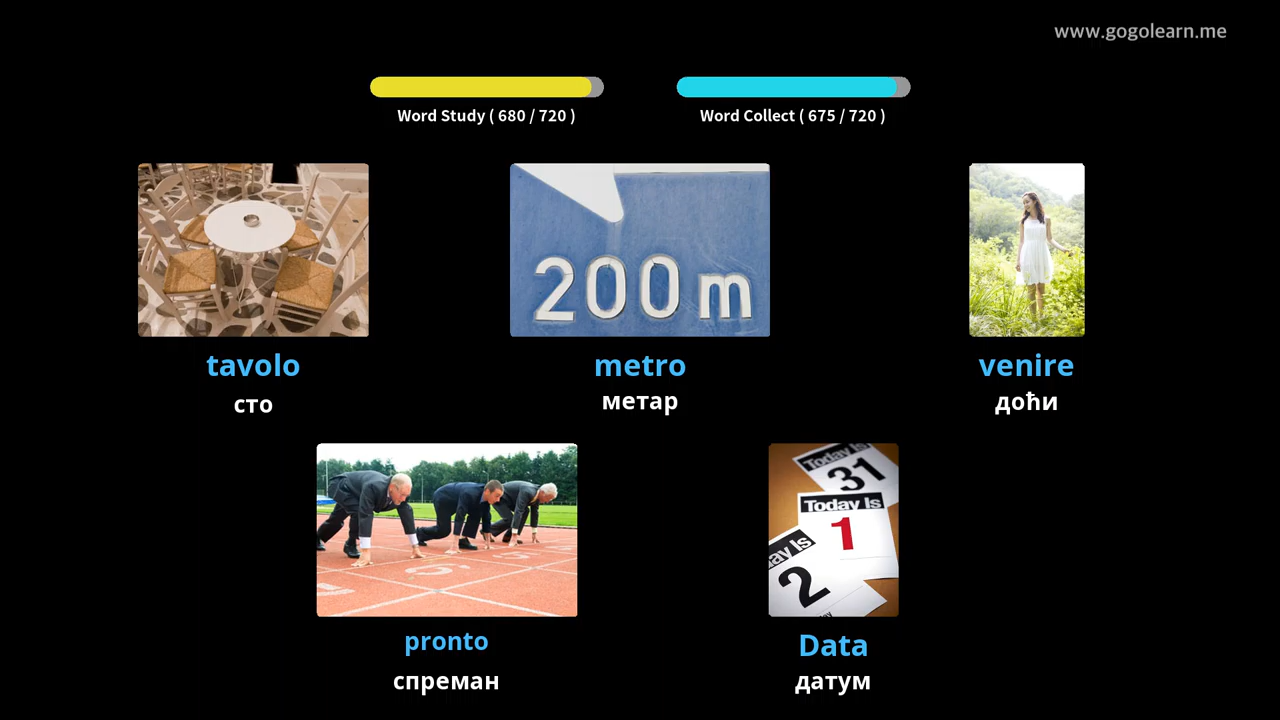 www.gogolearn.me
Word Study ( 680 / 720 )
Word Collect ( 675 / 720 )
200 m
tavolo
metro
venire
сто
метар
доћи
Today Is
31
Today Is
1
ay Is
2
pronto
Data
спреман
датум